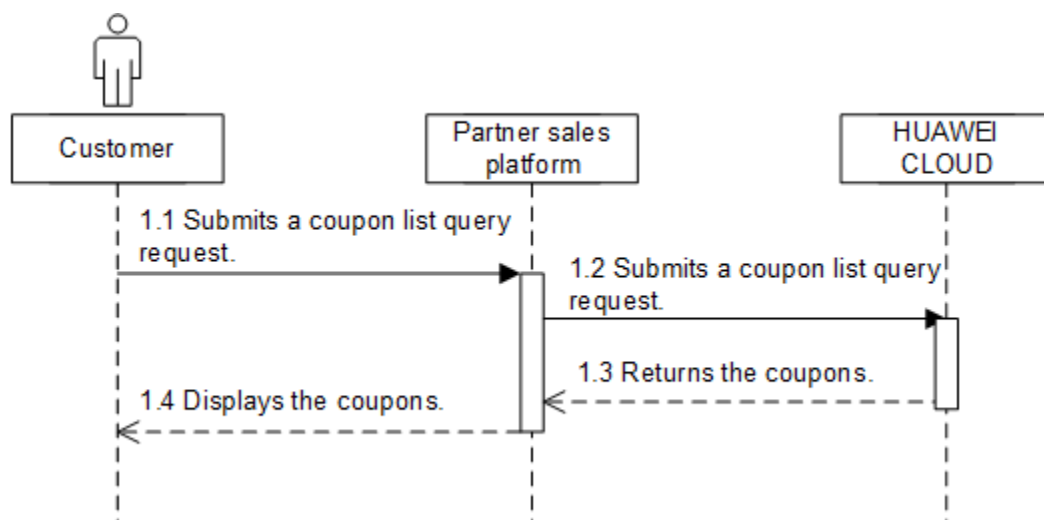 Customer
Partner sales
platform
HUAWEI
CLOUD
1.1 Submits a coupon list query
request.
1.2 Submits a coupon list query
request.
1.3 Returns the coupons.
1.4 Displays the coupons.